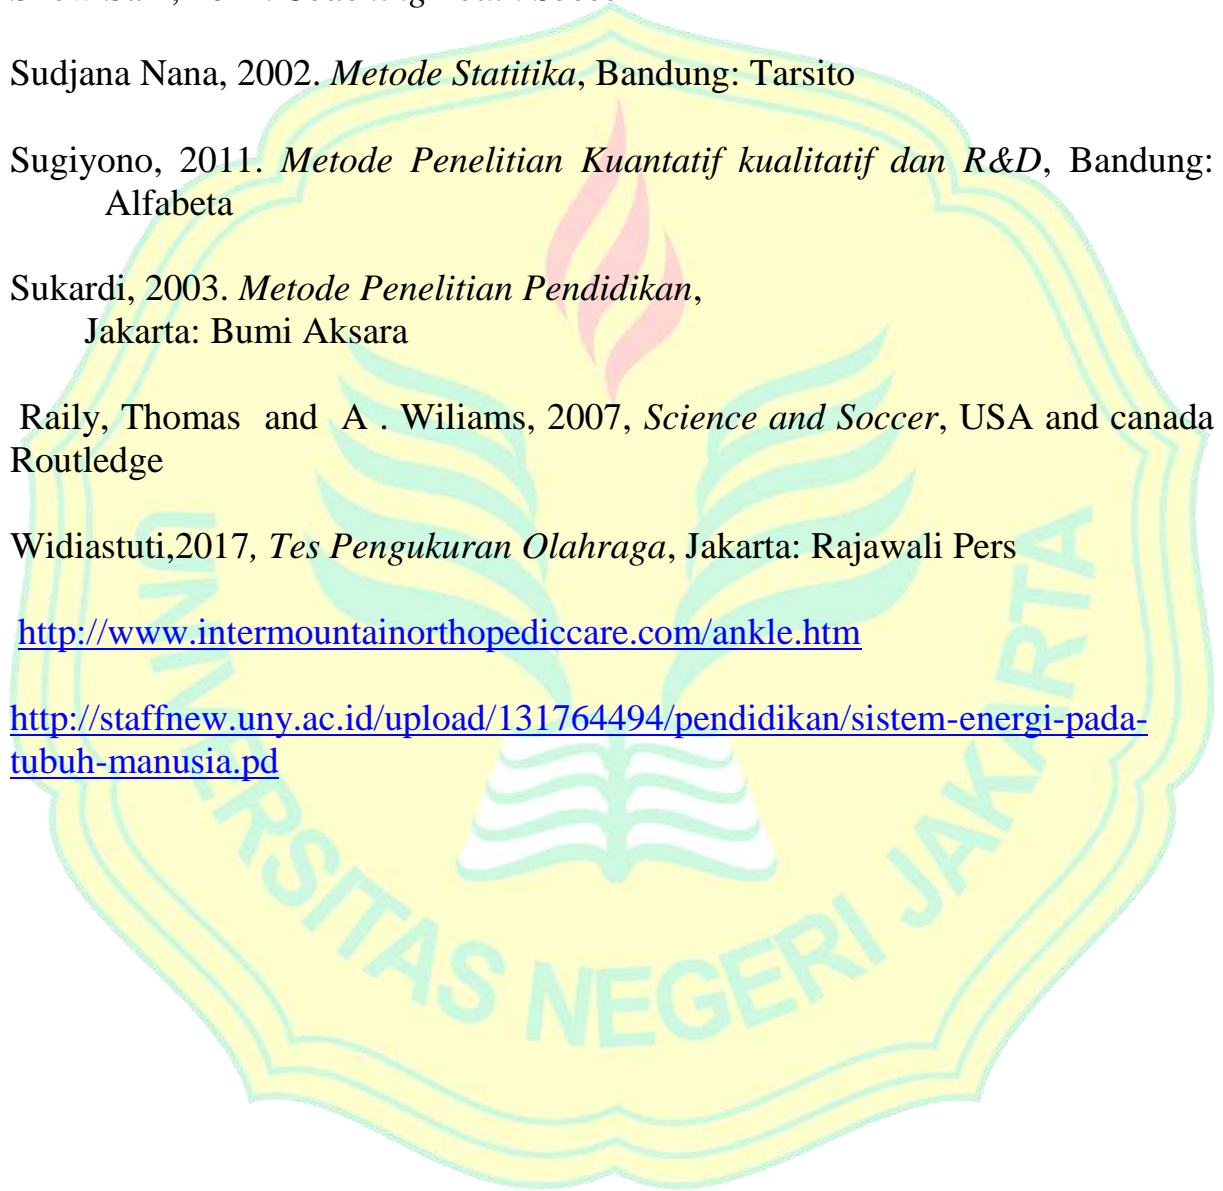 Sudjana Nana, 2002. Metode Statitika, Bandung: Tarsito
Sugiyono, 2011. Metode Penelitian Kuantatif kualitatif dan R&D, Bandung:
Alfabeta
Sukardi, 2003. Metode Penelitian Pendidikan,
Jakarta: Bumi Aksara
Raily, Thomas and A . Wiliams, 2007, Science and Soccer, USA and canada
Routledge
Widiastuti,2017, Tes Pengukuran Olahraga, Jakarta: Rajawali Pers
http://www.intermountainorthopediccare.com/ankle.htm
http://staffnew.uny.ac.id/upload/131764494/pendidikan/sistem-energi-pada-
tubuh-manusia.pd
UNIVERSITAS NEGERI JAKARTA